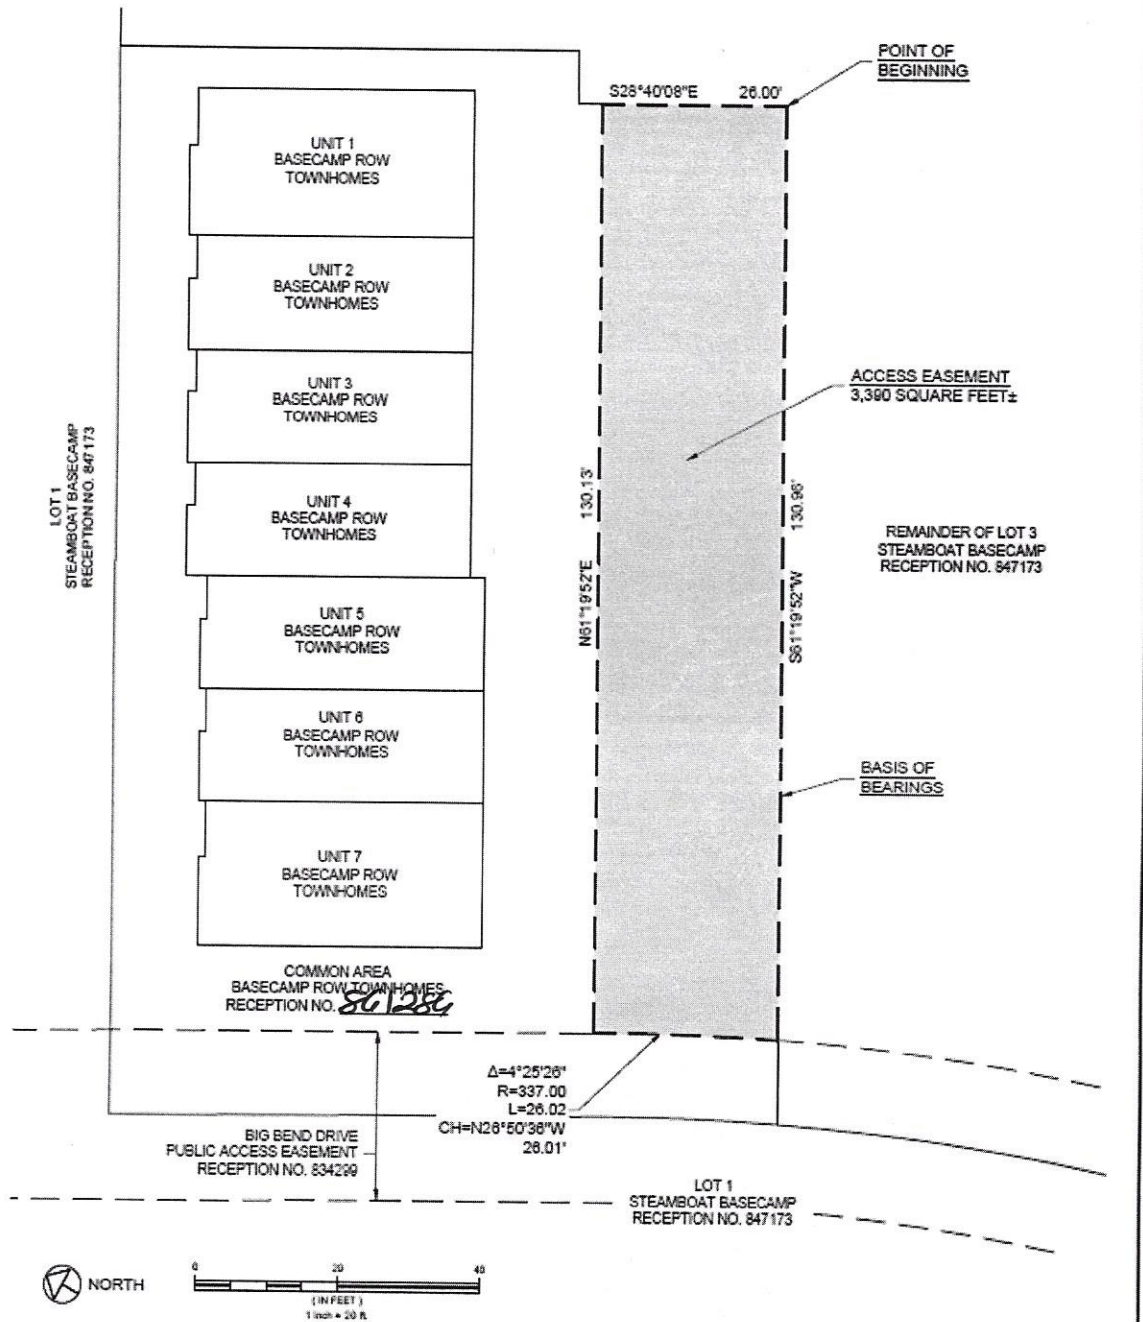 POINT OF
BEGINNING
S28°40'08"E 26.00'
UNIT 1
BASECAMP ROW
TOWNHOMES
UNIT 2
BASECAMP ROW
TOWNHOMES
UNIT 3
BASECAMP ROW
TOWNHOMES
ACCESS EASEMENT
3,390 SQUARE FEET±
LOT 1
STEAMBOAT BASECAMP
RECEPTION NO. 847173
UNIT 4
BASECAMP ROW
TOWNHOMES
N61°19'52"E 130.13'
S61°19'52"W 130.96'
REMAINDER OF LOT 3
STEAMBOAT BASECAMP
RECEPTION NO. 847173
UNIT 5
BASECAMP ROW
TOWNHOMES
UNIT 6
BASECAMP ROW
TOWNHOMES
BASIS OF
BEARINGS
UNIT 7
BASECAMP ROW
TOWNHOMES
COMMON AREA
BASECAMP ROW TOWNHOMES
RECEPTION NO. 861286
Δ=4°25'26"
R=337.00
L=26.02
CH=N26°50'36"W
26.01'
BIG BEND DRIVE
PUBLIC ACCESS EASEMENT
RECEPTION NO. 834299
LOT 1
STEAMBOAT BASECAMP
RECEPTION NO. 847173
NORTH
0 20 40
( IN FEET )
1 inch = 20 ft.